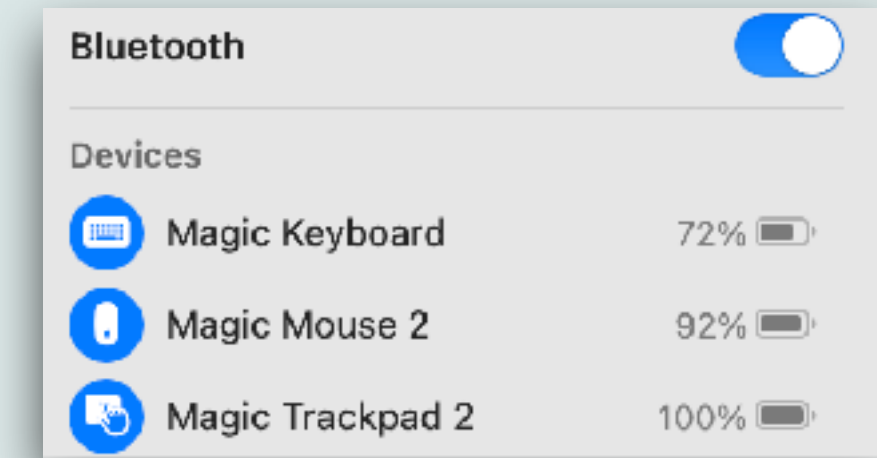 Bluetooth
Devices
Magic Keyboard 72%
Magic Mouse 2 92%
Magic Trackpad 2 100%